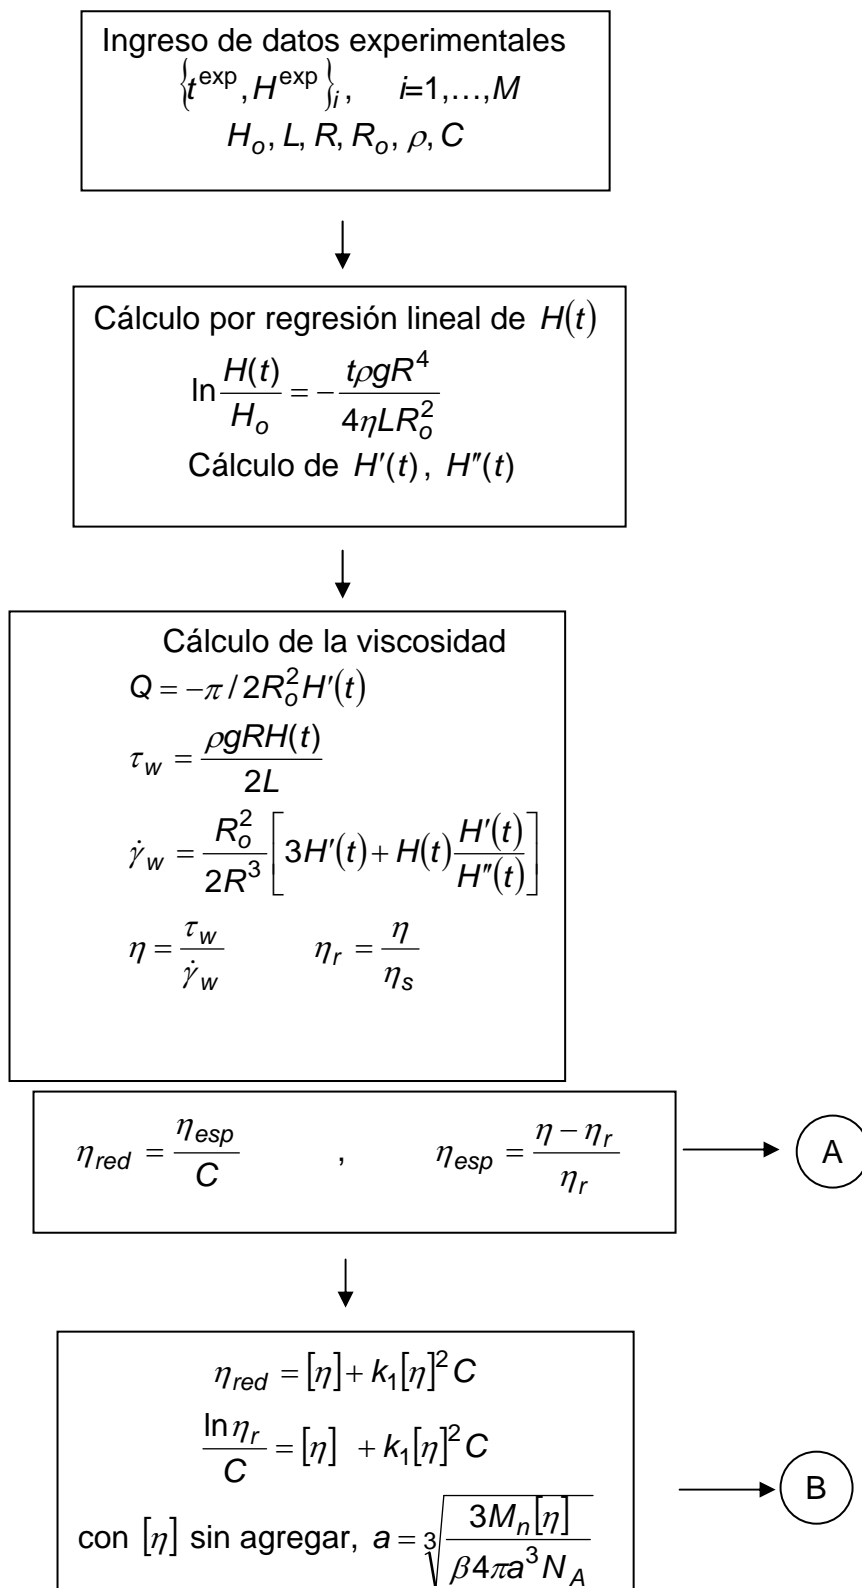 Ingreso de datos experimentales
{t^exp, H^exp}_i, i=1,…,M
H_o, L, R, R_o, ρ, C
Cálculo por regresión lineal de H(t)
ln H(t)/H_o = − tρgR^4/4ηLR_o^2
Cálculo de H′(t), H″(t)
Cálculo de la viscosidad
Q = −π / 2R_o^2 H′(t)
τ_w = ρgRH(t)/2L
γ̇_w = R_o^2/2R^3 [3H′(t) + H(t) H′(t)/H″(t)]
η = τ_w/γ̇_w η_r = η/η_s
η_red = η_esp/C , η_esp = (η − η_r)/η_r
A
η_red = [η] + k_1[η]^2 C
ln η_r/C = [η] + k_1[η]^2 C
B
con [η] sin agregar, a = ∛(3M_n[η]/β4πa^3 N_A)